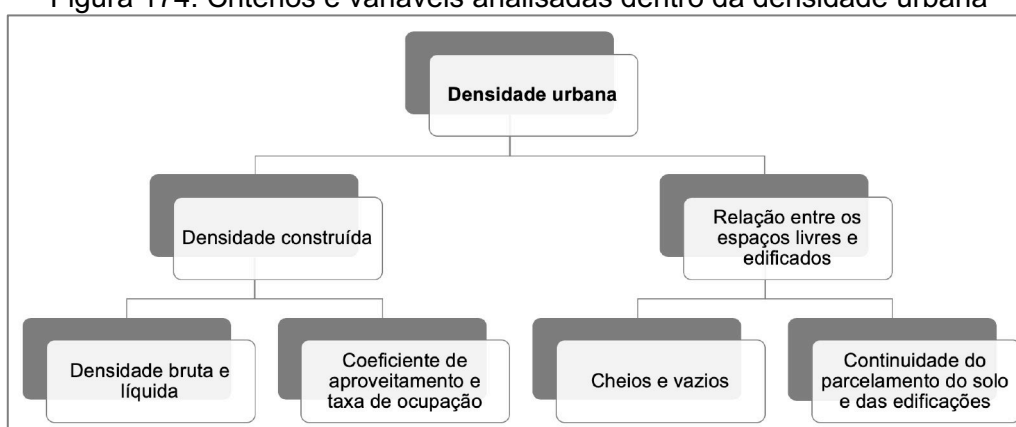 Figura 174: Critérios e variáveis analisadas dentro da densidade urbana
Densidade urbana
Densidade construída
Relação entre os
espaços livres e
edificados
Densidade bruta e
líquida
Coeficiente de
aproveitamento e
taxa de ocupação
Cheios e vazios
Continuidade do
parcelamento do solo
e das edificações